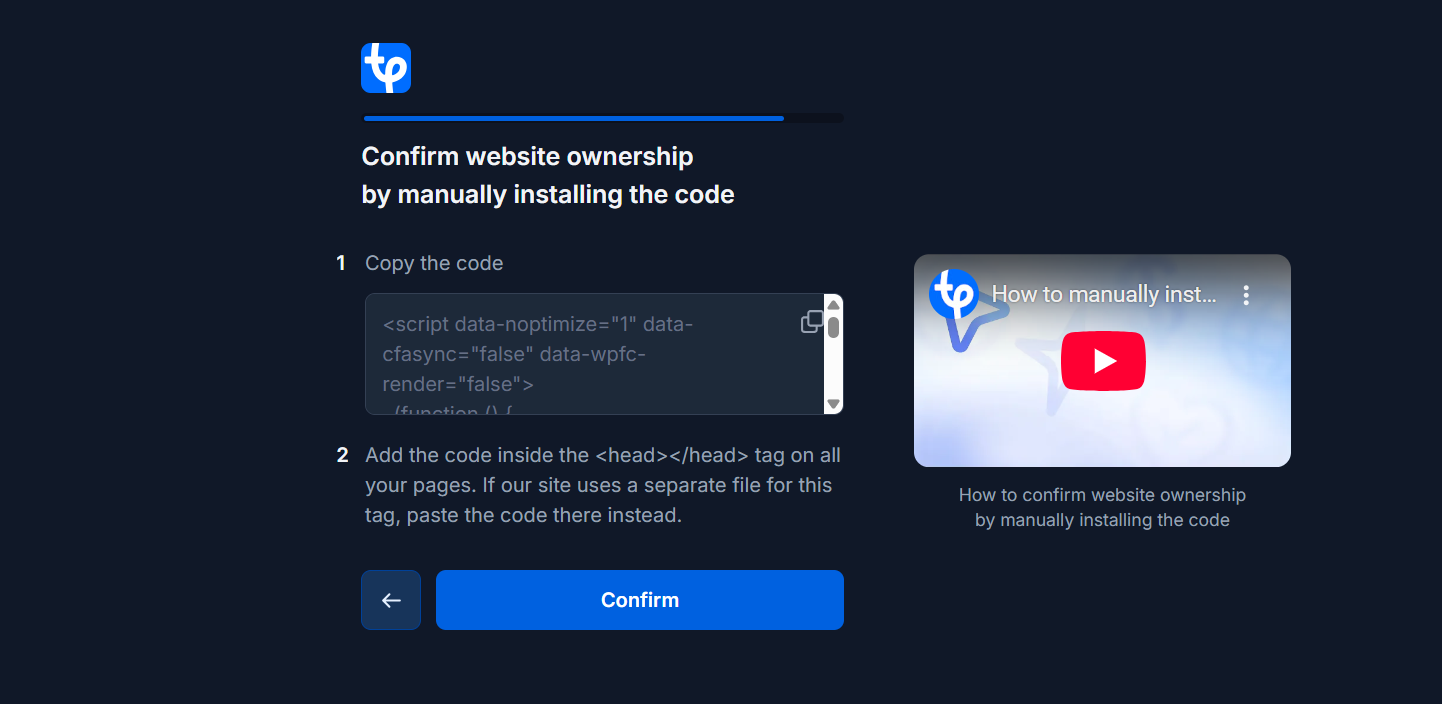 tp
Confirm website ownership
by manually installing the code
1 Copy the code
<script data-noptimize="1" data-
cfasync="false" data-wpfc-
render="false">
(function () {
2 Add the code inside the <head></head> tag on all
your pages. If our site uses a separate file for this
tag, paste the code there instead.
Confirm
tp How to manually inst...
How to confirm website ownership
by manually installing the code